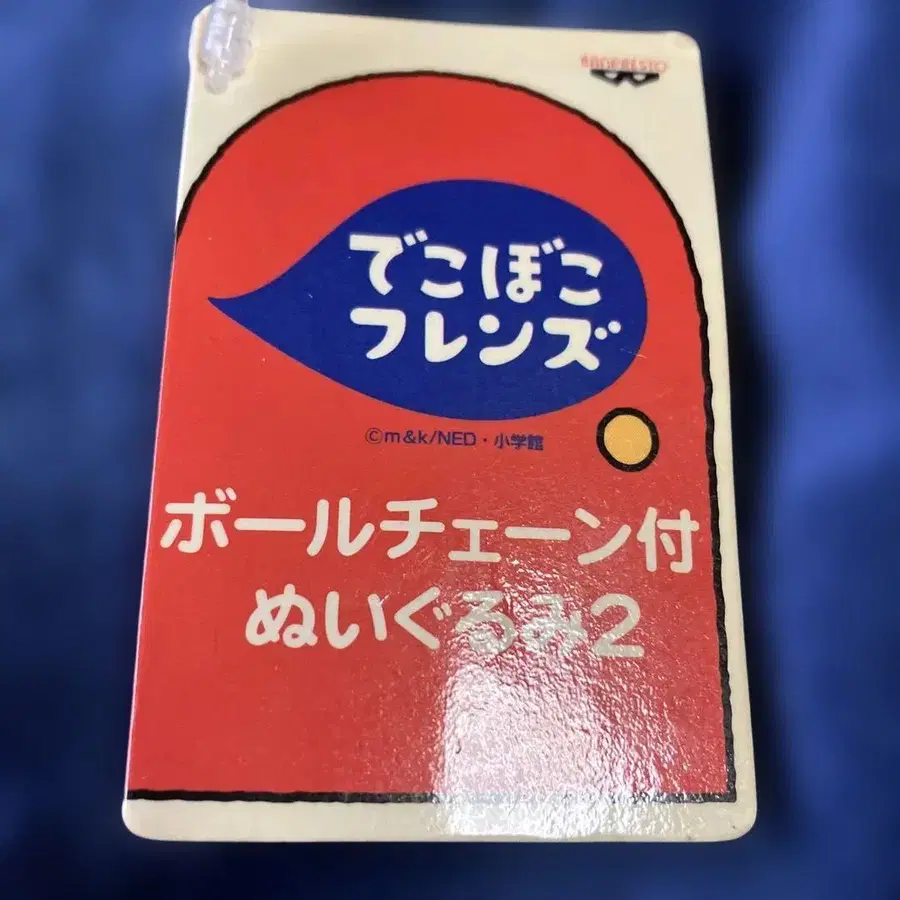 BANPRESTO
でこぼこ
フレンズ
©m&k/NED・小学館
ボールチェーン付
ぬいぐるみ2